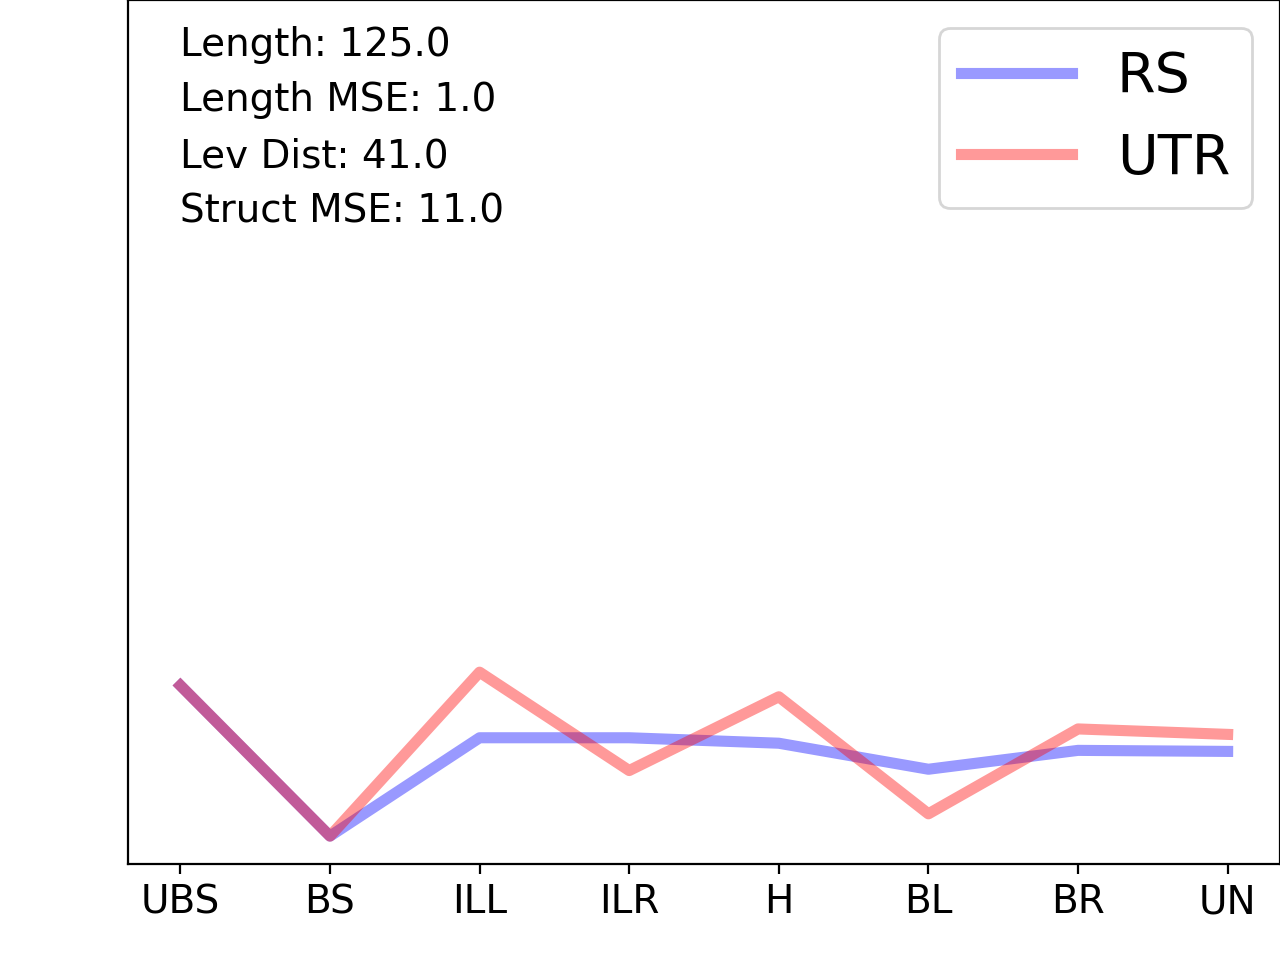 Length: 125.0
Length MSE: 1.0
Lev Dist: 41.0
Struct MSE: 11.0
RS
UTR
UBS BS ILL ILR H BL BR UN